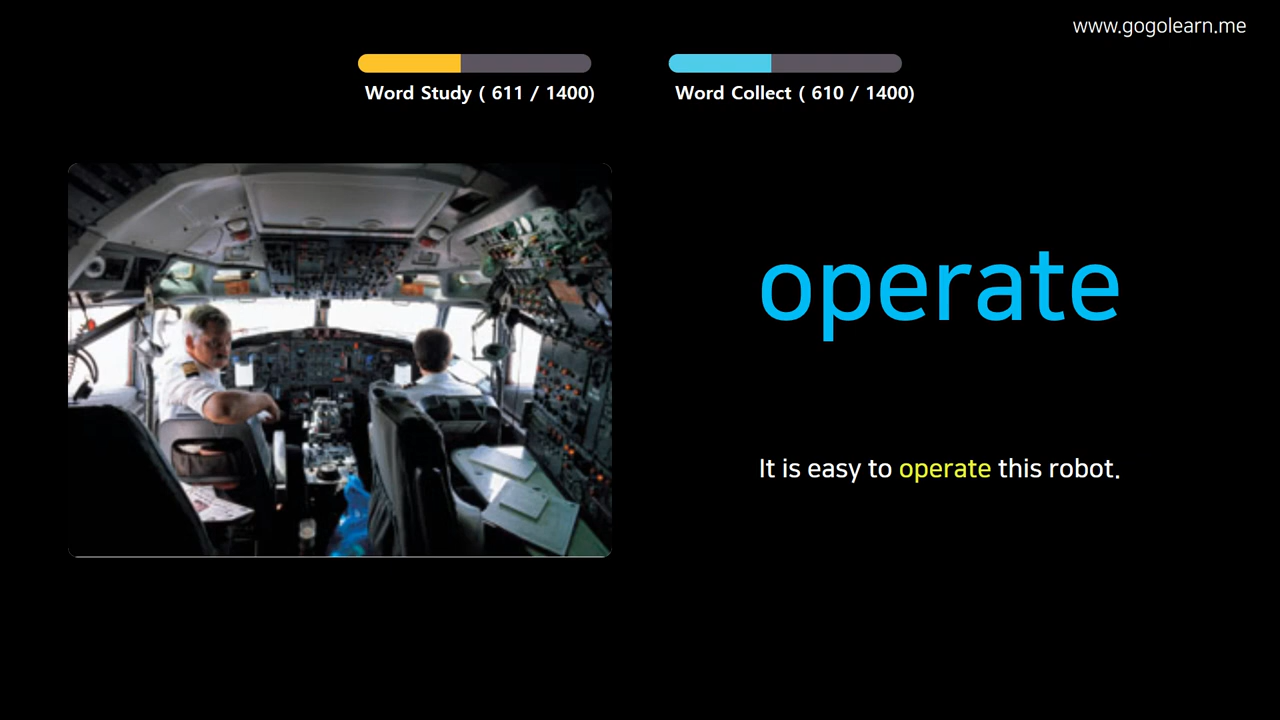 www.gogolearn.me
Word Study ( 611 / 1400)
Word Collect ( 610 / 1400)
operate
It is easy to operate this robot.